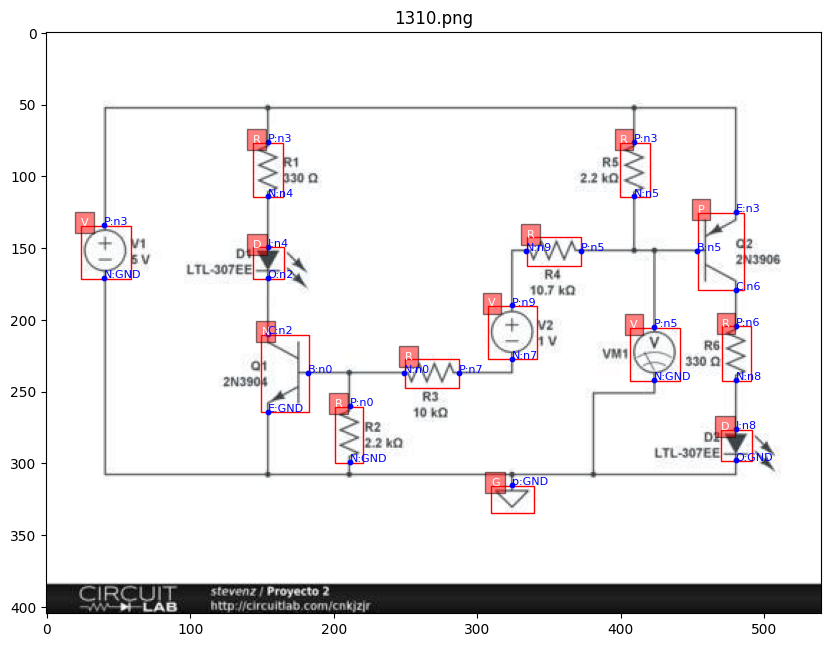 1310.png
0
50
100
150
200
250
300
350
400
0
100
200
300
400
500
V
P:n3
N:GND
V1
5 V
R
P:n3
N:n4
R1
330 Ω
D
I:n4
O:n2
D1
LTL-307EE
N
C:n2
B:n0
E:GND
Q1
2N3904
R
P:n0
N:GND
R2
2.2 kΩ
R
N:n0
P:n7
R3
10 kΩ
V
P:n9
N:n7
V2
1 V
R
N:n9
P:n5
R4
10.7 kΩ
R
P:n3
N:n5
R5
2.2 kΩ
V
P:n5
N:GND
V
VM1
P
E:n3
B:n5
C:n6
Q2
2N3906
R
P:n6
N:n8
R6
330 Ω
D
I:n8
O:GND
D2
LTL-307EE
G
p:GND
CIRCUIT
LAB
stevenz / Proyecto 2
http://circuitlab.com/cnkjzjr